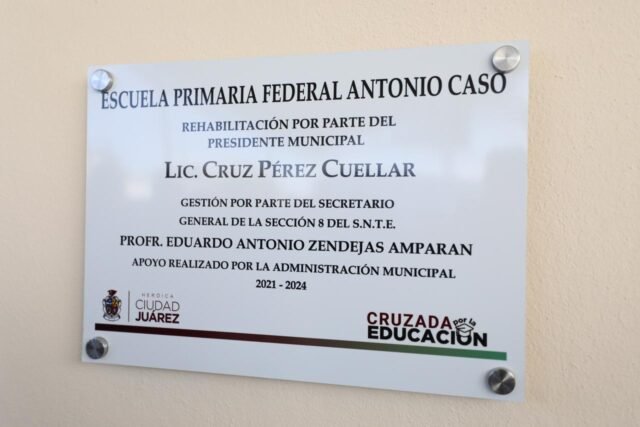 ESCUELA PRIMARIA FEDERAL ANTONIO CASO
REHABILITACIÓN POR PARTE DEL
PRESIDENTE MUNICIPAL
LIC. CRUZ PÉREZ CUELLAR
GESTIÓN POR PARTE DEL SECRETARIO
GENERAL DE LA SECCIÓN 8 DEL S.N.T.E.
PROFR. EDUARDO ANTONIO ZENDEJAS AMPARAN
APOYO REALIZADO POR LA ADMINISTRACIÓN MUNICIPAL
2021 - 2024
HEROICA
CIUDAD
JUÁREZ
CRUZADA
por la
EDUCACIÓN